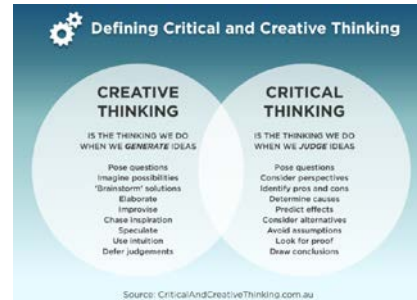 Defining Critical and Creative Thinking
CREATIVE
THINKING
IS THE THINKING WE DO
WHEN WE GENERATE IDEAS
Pose questions
Imagine possibilities
'Brainstorm' solutions
Elaborate
Improvise
Chase inspiration
Speculate
Use intuition
Defer judgements
CRITICAL
THINKING
IS THE THINKING WE DO
WHEN WE JUDGE IDEAS
Pose questions
Consider perspectives
Identify pros and cons
Determine causes
Predict effects
Consider alternatives
Avoid assumptions
Look for proof
Draw conclusions
Source: CriticalAndCreativeThinking.com.au